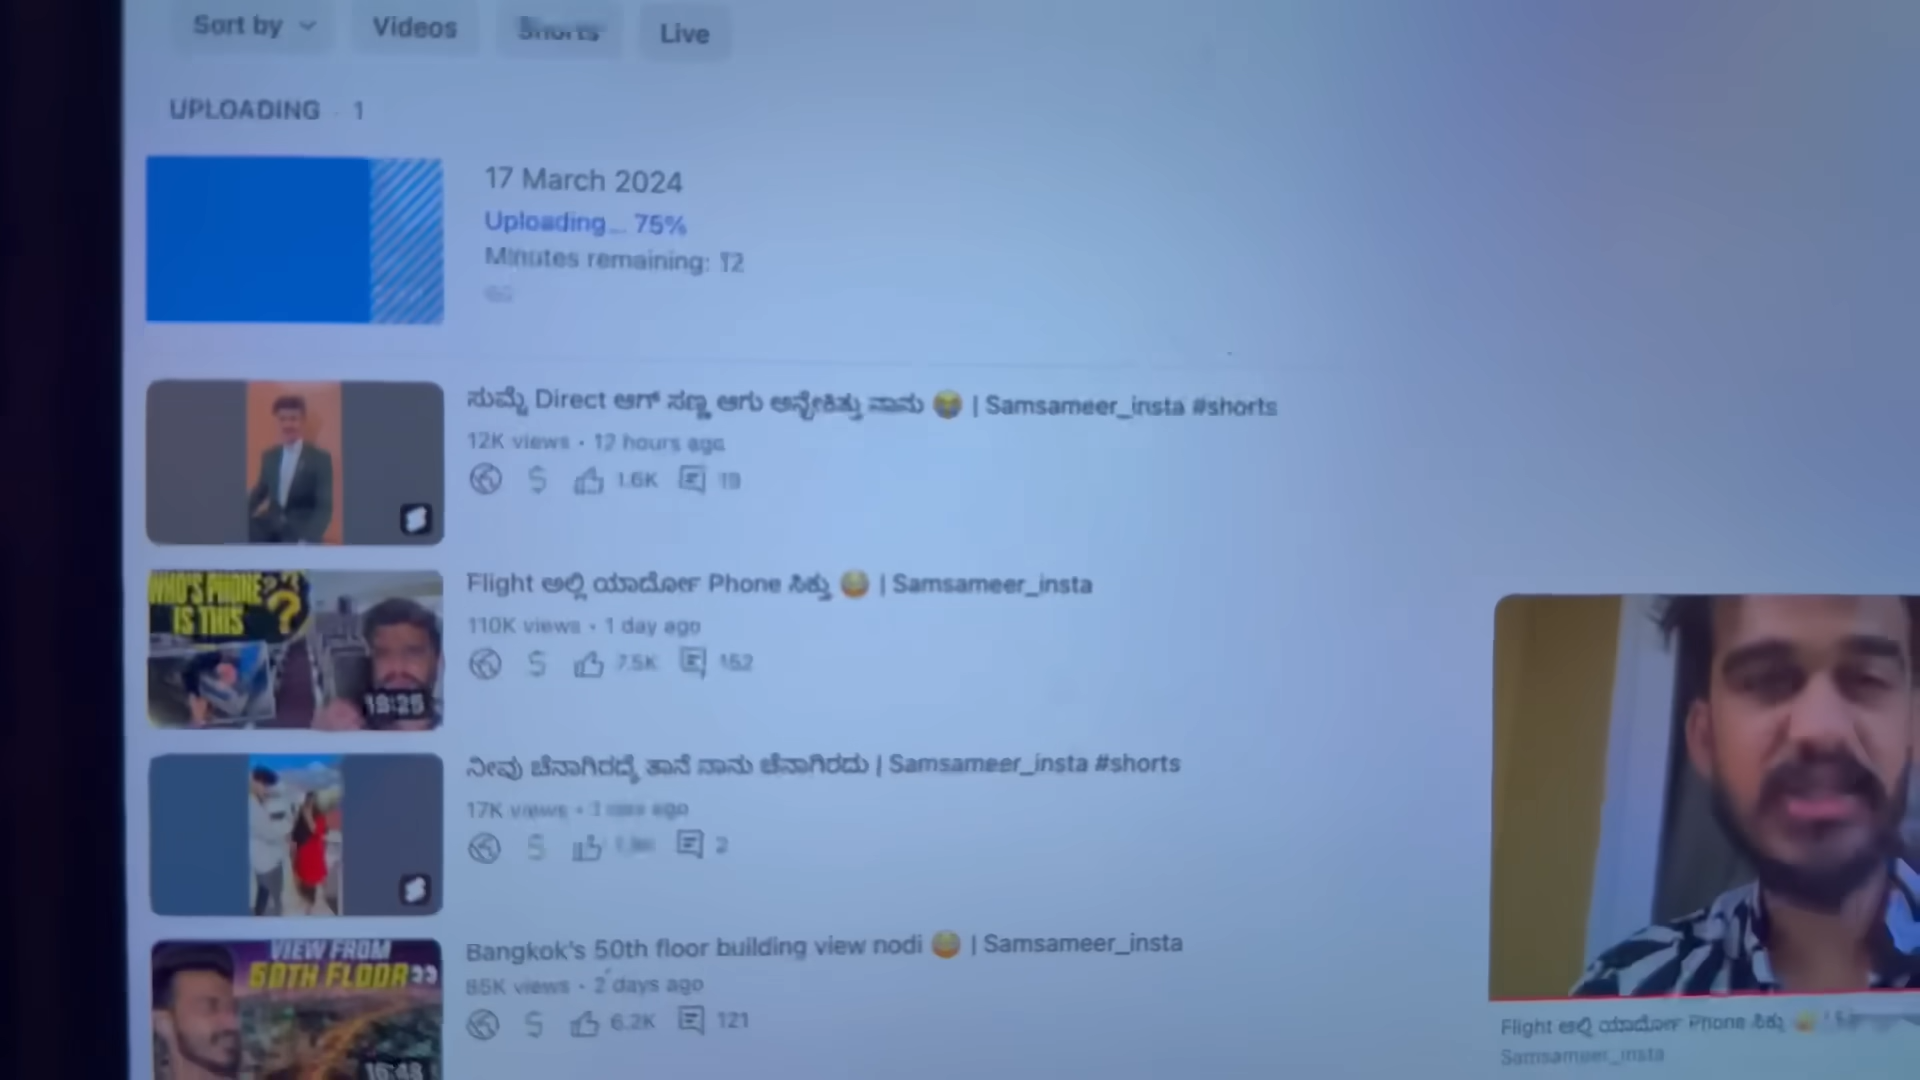 Sort by
Videos
Shorts
Live
UPLOADING · 1
17 March 2024
Uploading... 75%
Minutes remaining: 12
ಸುಮ್ನೆ Direct ಆಗ್ ಸಣ್ಣ ಆಗು ಅನ್ಬೇಕಿತ್ತು ನಾನು 😂 | Samsameer_insta #shorts
12K views · 12 hours ago
1.6K
19
WHO'S PHONE
IS THIS
?
19:25
Flight ಅಲ್ಲಿ ಯಾರ್ದೋ Phone ಸಿಕ್ತು 😂 | Samsameer_insta
110K views · 1 day ago
7.5K
152
ನೀವು ಚೆನಾಗಿದ್ರೆ ತಾನೆ ನಾನು ಚೆನಾಗಿರದು | Samsameer_insta #shorts
17K views · ago
2
VIEW FROM
50TH FLOOR
16:48
Bangkok's 50th floor building view nodi 😂 | Samsameer_insta
85K views · 2 days ago
6.2K
121
Flight ಅಲ್ಲಿ ಯಾರ್ದೋ Phone ಸಿಕ್ತು
Samsameer_insta